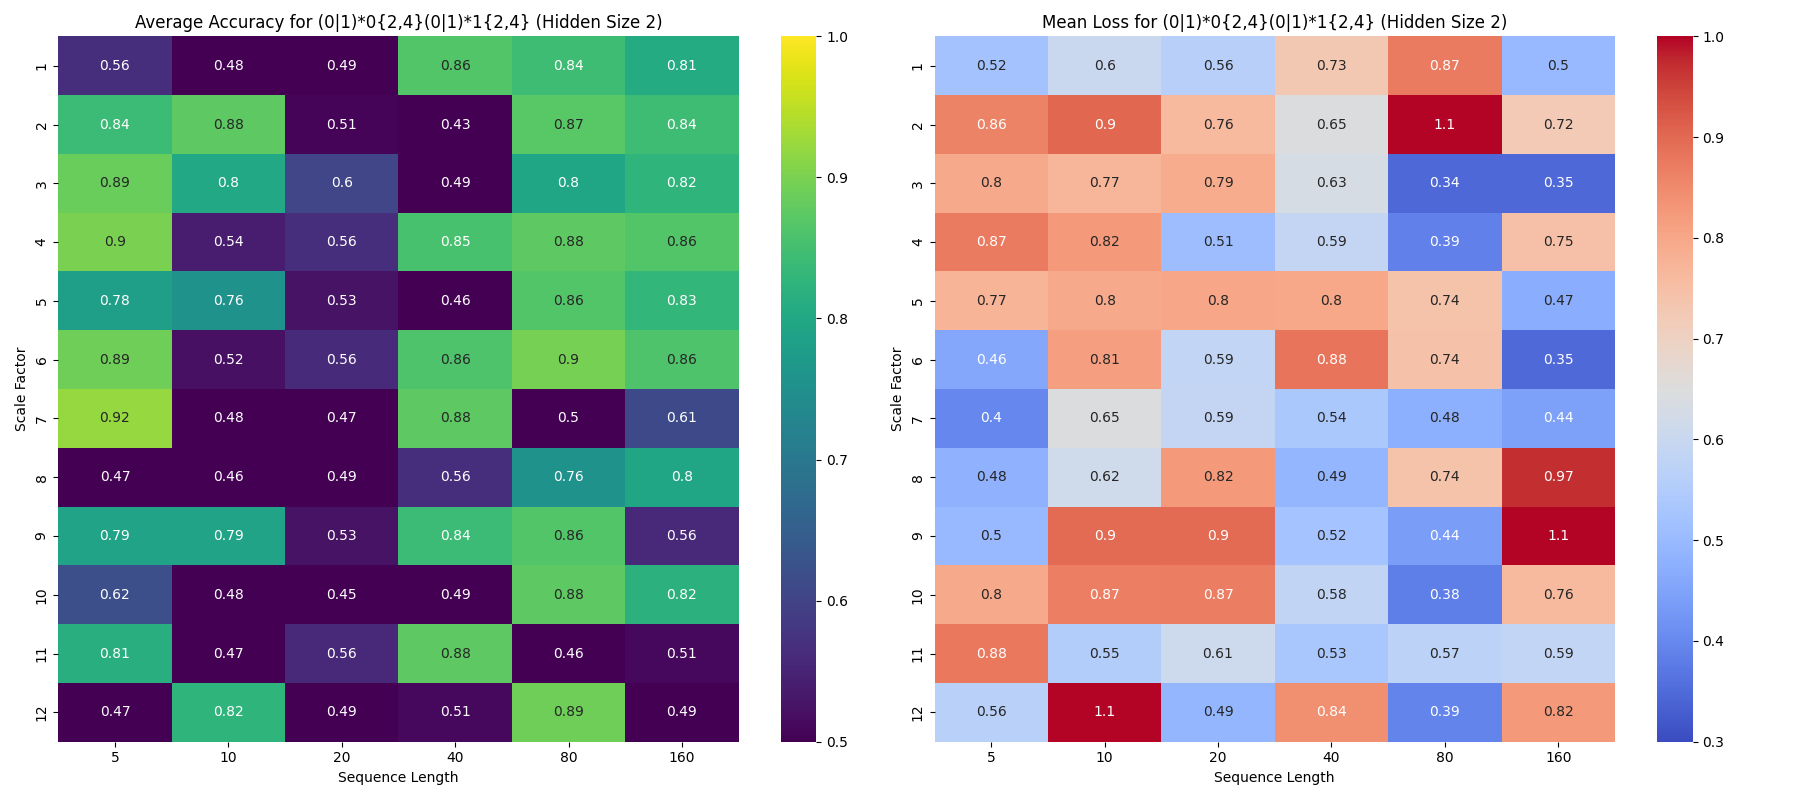 Average Accuracy for (0|1)*0{2,4}(0|1)*1{2,4} (Hidden Size 2)
Scale Factor
1 0.56 0.48 0.49 0.86 0.84 0.81
2 0.84 0.88 0.51 0.43 0.87 0.84
3 0.89 0.8 0.6 0.49 0.8 0.82
4 0.9 0.54 0.56 0.85 0.88 0.86
5 0.78 0.76 0.53 0.46 0.86 0.83
6 0.89 0.52 0.56 0.86 0.9 0.86
7 0.92 0.48 0.47 0.88 0.5 0.61
8 0.47 0.46 0.49 0.56 0.76 0.8
9 0.79 0.79 0.53 0.84 0.86 0.56
10 0.62 0.48 0.45 0.49 0.88 0.82
11 0.81 0.47 0.56 0.88 0.46 0.51
12 0.47 0.82 0.49 0.51 0.89 0.49
5 10 20 40 80 160
Sequence Length
1.0
0.9
0.8
0.7
0.6
0.5
Mean Loss for (0|1)*0{2,4}(0|1)*1{2,4} (Hidden Size 2)
Scale Factor
1 0.52 0.6 0.56 0.73 0.87 0.5
2 0.86 0.9 0.76 0.65 1.1 0.72
3 0.8 0.77 0.79 0.63 0.34 0.35
4 0.87 0.82 0.51 0.59 0.39 0.75
5 0.77 0.8 0.8 0.8 0.74 0.47
6 0.46 0.81 0.59 0.88 0.74 0.35
7 0.4 0.65 0.59 0.54 0.48 0.44
8 0.48 0.62 0.82 0.49 0.74 0.97
9 0.5 0.9 0.9 0.52 0.44 1.1
10 0.8 0.87 0.87 0.58 0.38 0.76
11 0.88 0.55 0.61 0.53 0.57 0.59
12 0.56 1.1 0.49 0.84 0.39 0.82
5 10 20 40 80 160
Sequence Length
1.0
0.9
0.8
0.7
0.6
0.5
0.4
0.3